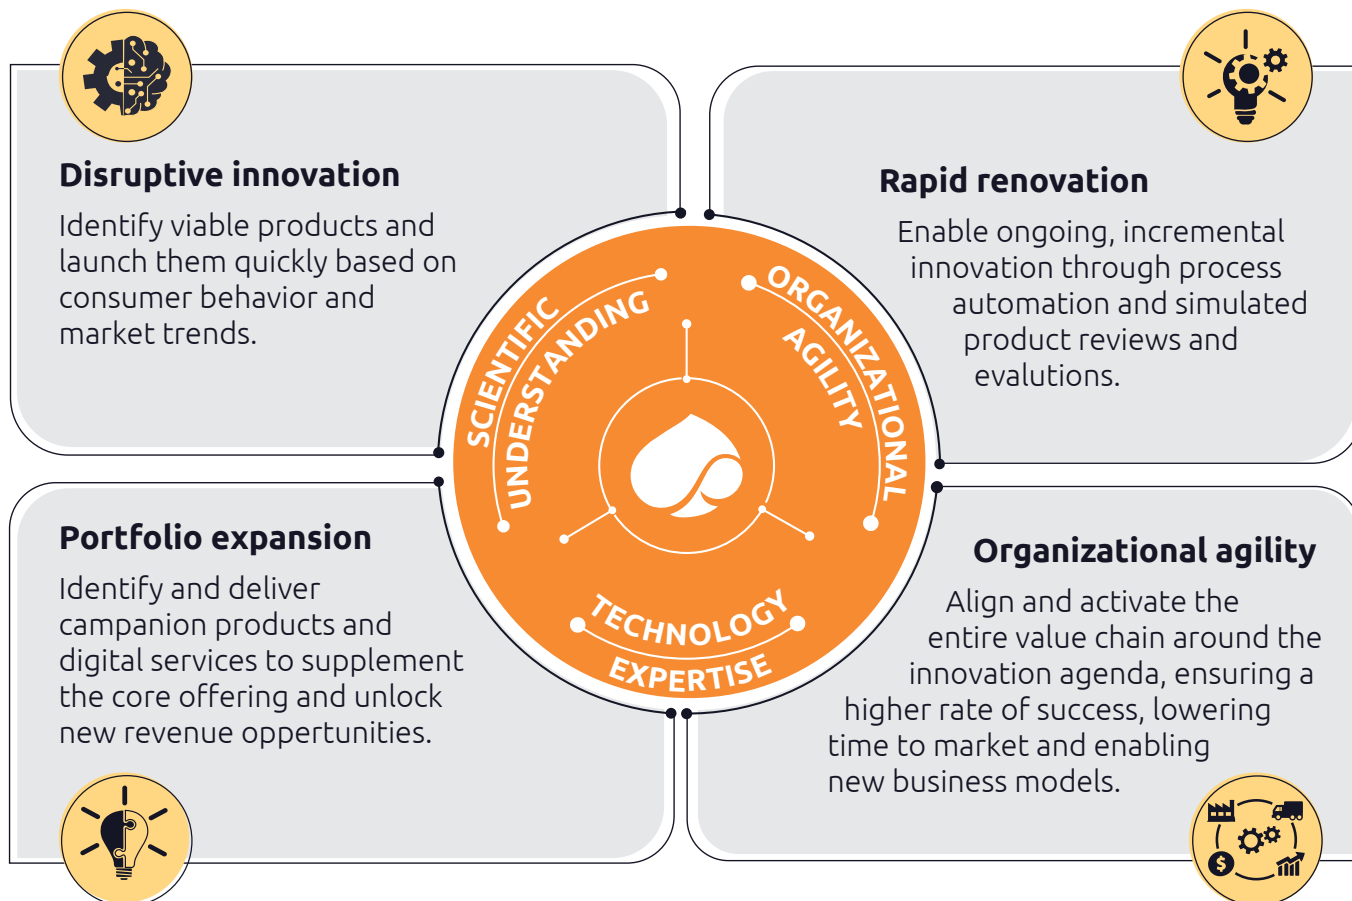 Disruptive innovation
Identify viable products and
launch them quickly based on
consumer behavior and
market trends.
Rapid renovation
Enable ongoing, incremental
innovation through process
automation and simulated
product reviews and
evalutions.
SCIENTIFIC
UNDERSTANDING
ORGANIZATIONAL
AGILITY
TECHNOLOGY
EXPERTISE
Portfolio expansion
Identify and deliver
campanion products and
digital services to supplement
the core offering and unlock
new revenue oppertunities.
Organizational agility
Align and activate the
entire value chain around the
innovation agenda, ensuring a
higher rate of success, lowering
time to market and enabling
new business models.
$